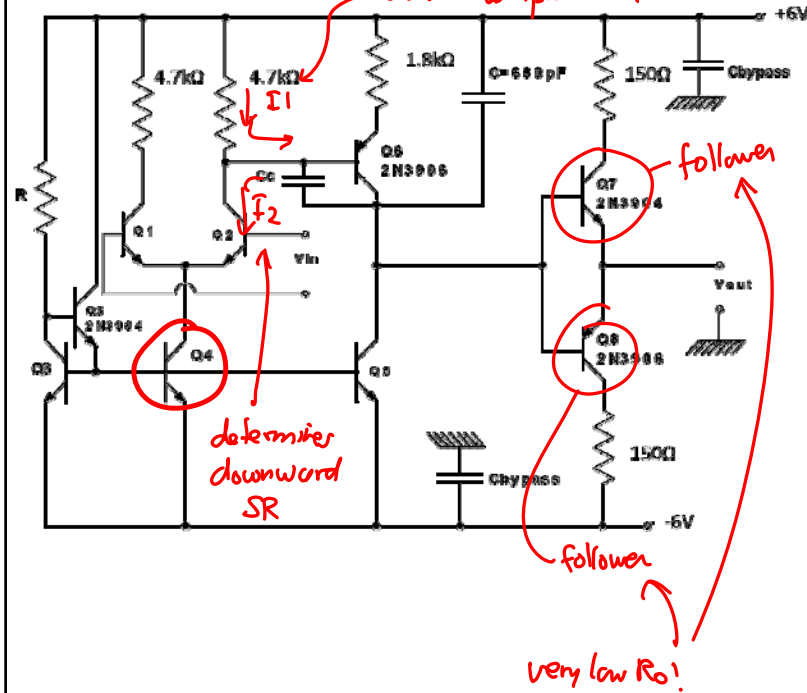 +6V
4.7kΩ
4.7kΩ
1.8kΩ
C=680pF
150Ω
Cbypass
I1
Q6
2N3906
follower
R
Cc
Q7
2N3904
I2
Q1
Q2
Vin
Vout
2N3904
Q8
2N3906
Q3
Q4
Q5
determines
downward
SR
Cbypass
150Ω
-6V
follower
very low Ro!